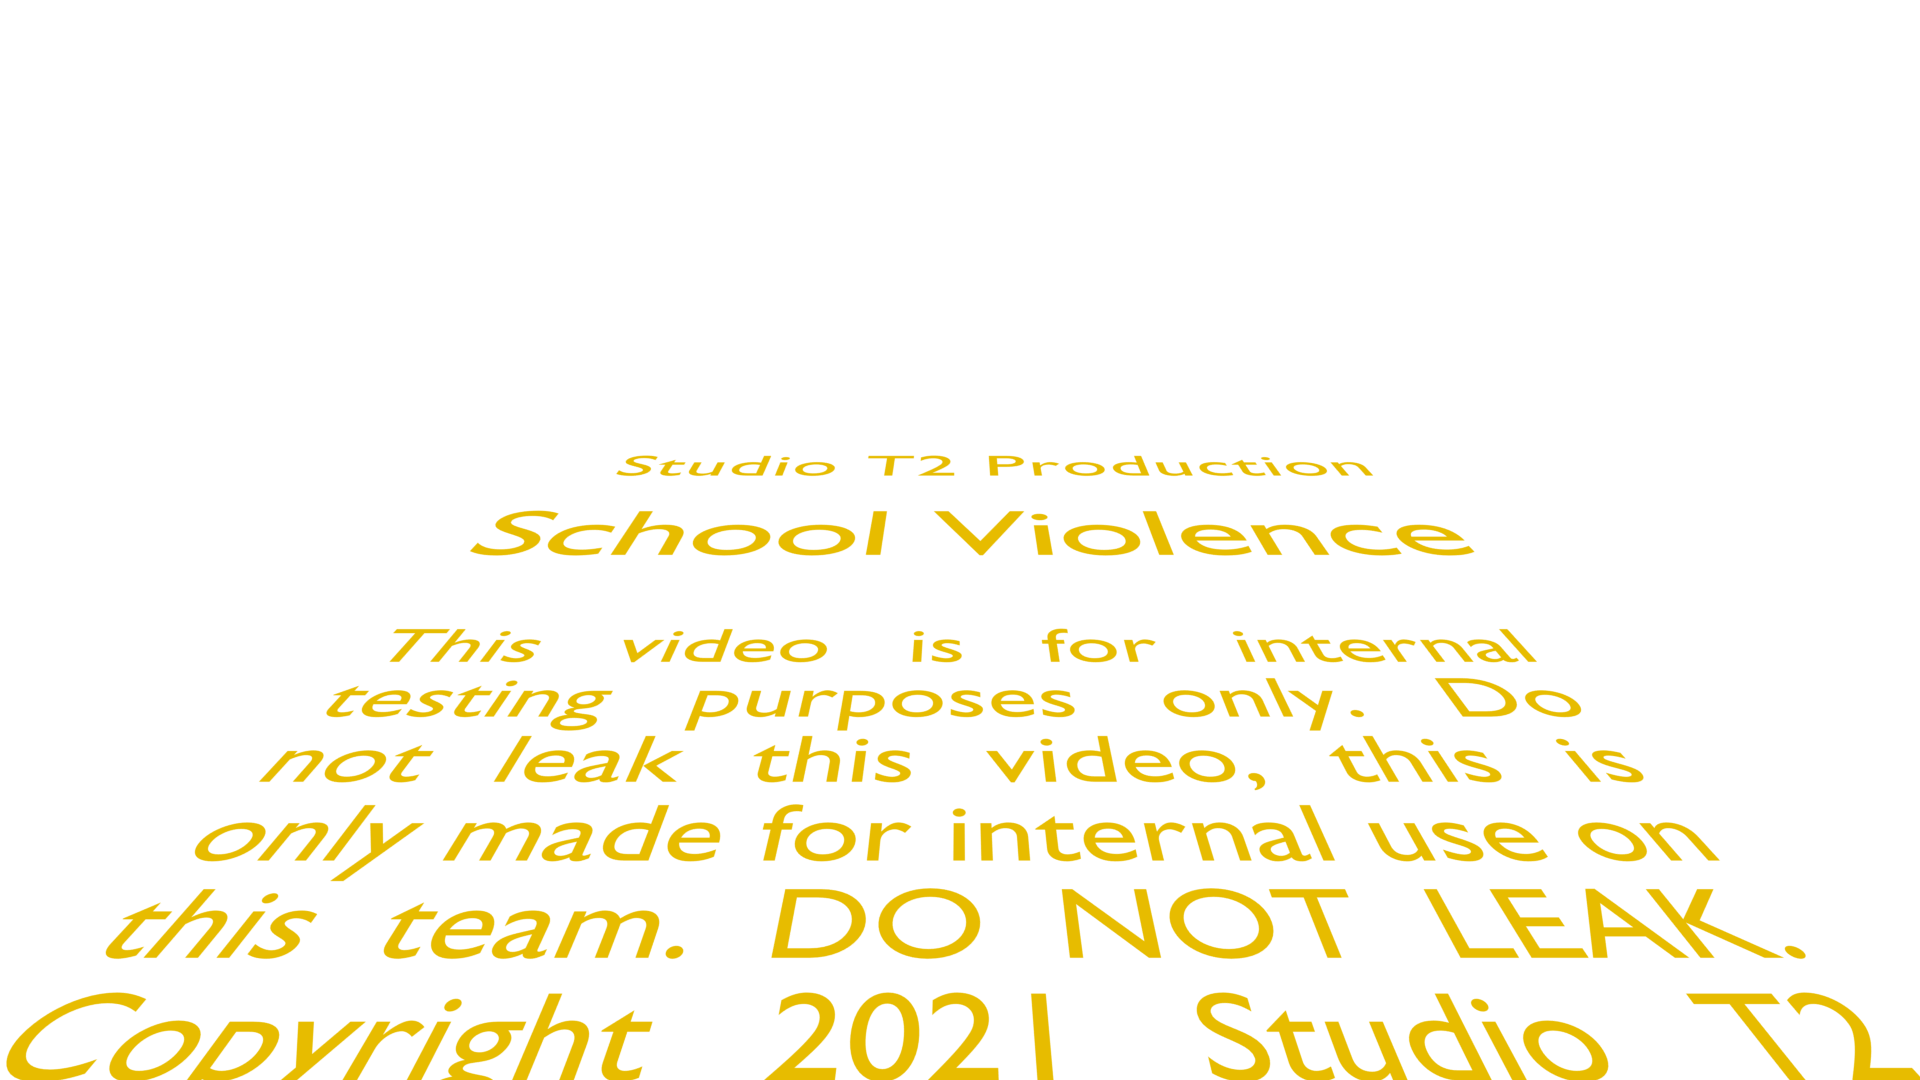 Studio T2 Production
School Violence
This video is for internal
testing purposes only. Do
not leak this video, this is
only made for internal use on
this team. DO NOT LEAK.
Copyright 2021 Studio T2